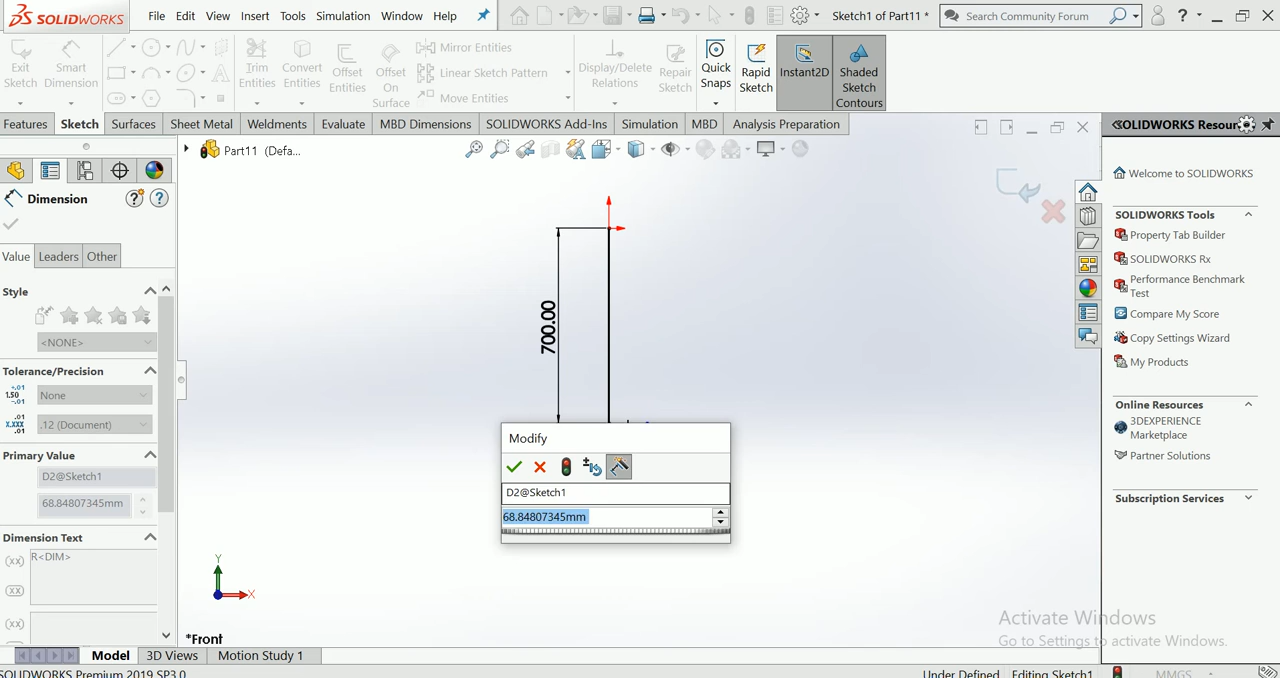 SOLIDWORKS File Edit View Insert Tools Simulation Window Help Sketch1 of Part11 * Search Community Forum ?
Exit Sketch
Smart Dimension
Trim Entities
Convert Entities
Offset Entities
Offset On Surface
Mirror Entities
Linear Sketch Pattern
Move Entities
Display/Delete Relations
Repair Sketch
Quick Snaps
Rapid Sketch
Instant2D
Shaded Sketch Contours
Features Sketch Surfaces Sheet Metal Weldments Evaluate MBD Dimensions SOLIDWORKS Add-Ins Simulation MBD Analysis Preparation
Part11 (Defa...
Dimension
Value Leaders Other
Style
<NONE>
Tolerance/Precision
None
.12 (Document)
Primary Value
D2@Sketch1
68.84807345mm
Dimension Text
R<DIM>
(xx)
(xx)
(xx)
700.00
Modify
D2@Sketch1
68.84807345mm
Y
X
*Front
SOLIDWORKS Resour
Welcome to SOLIDWORKS
SOLIDWORKS Tools
Property Tab Builder
SOLIDWORKS Rx
Performance Benchmark
Test
Compare My Score
Copy Settings Wizard
My Products
Online Resources
3DEXPERIENCE
Marketplace
Partner Solutions
Subscription Services
Activate Windows
Go to Settings to activate Windows.
Model 3D Views Motion Study 1
SOLIDWORKS Premium 2019 SP3.0 Under Defined Editing Sketch1 MMGS